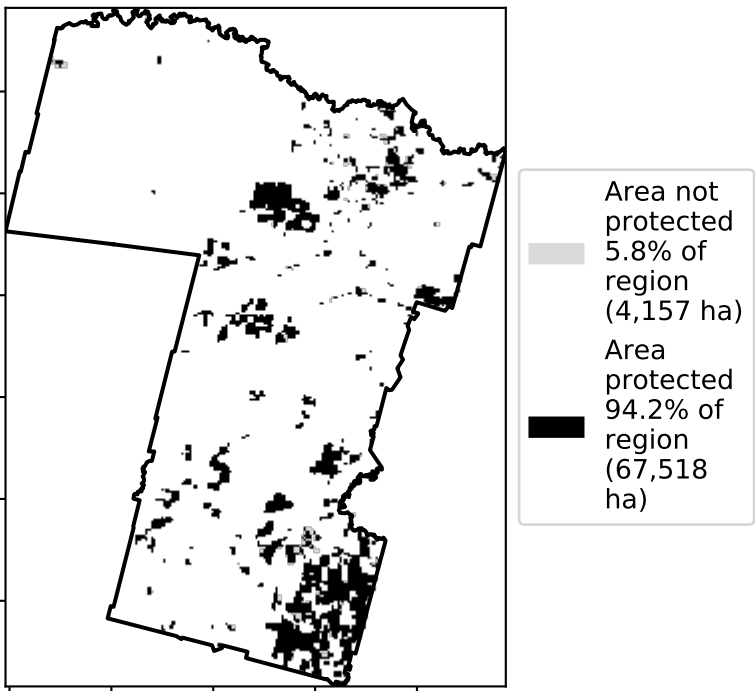 Area not
protected
5.8% of
region
(4,157 ha)
Area
protected
94.2% of
region
(67,518
ha)